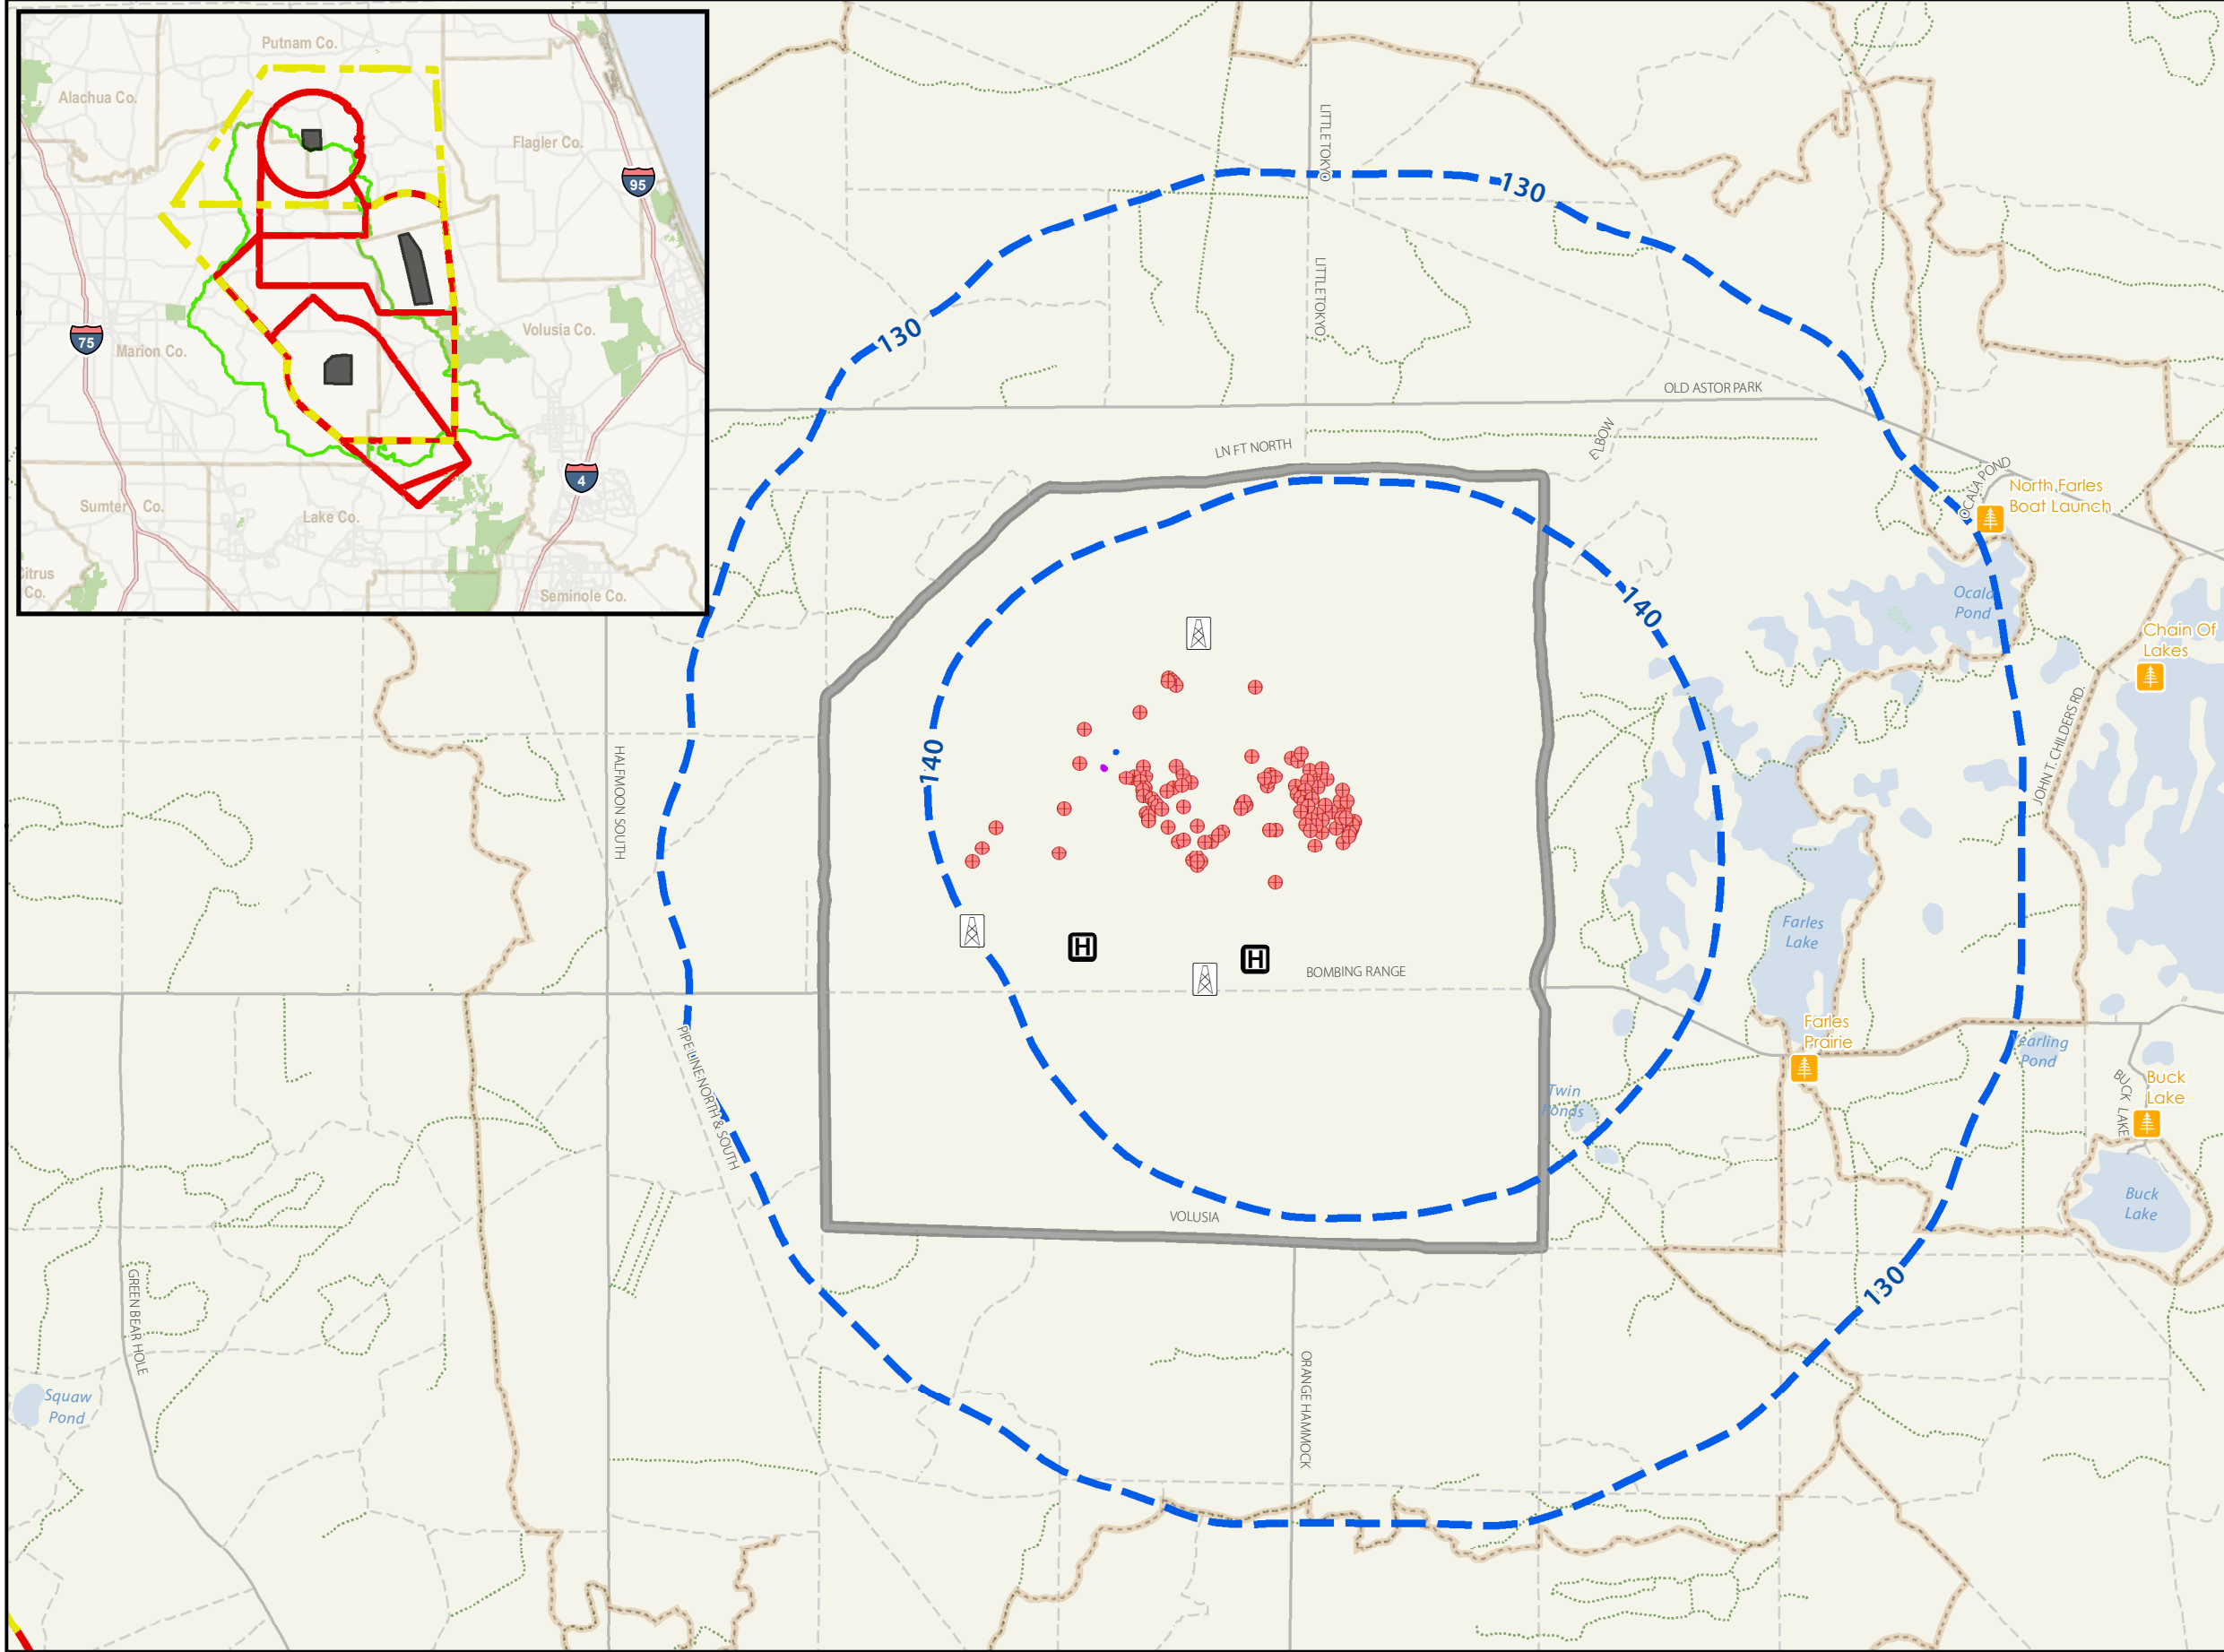 Putnam Co.
Alachua Co.
Flagler Co.
95
Volusia Co.
75
Marion Co.
4
Sumter Co.
Lake Co.
Citrus
Co.
Seminole Co.
LITTLE TOKYO
130
LITTLE TOKYO
130
OLD ASTOR PARK
LN FT NORTH
ELBOW
OCALA POND
North Farles
Boat Launch
Ocala
Pond
140
Chain Of
Lakes
JOHN T. CHILDERS RD.
140
HALFMOON SOUTH
Farles
Lake
H
H
BOMBING RANGE
Farles
Prairie
Yearling
Pond
PIPE LINE NORTH & SOUTH
Twin
Ponds
BUCK LAKE
Buck
Lake
Buck
Lake
VOLUSIA
130
GREEN BEAR HOLE
ORANGE HAMMOCK
Squaw
Pond